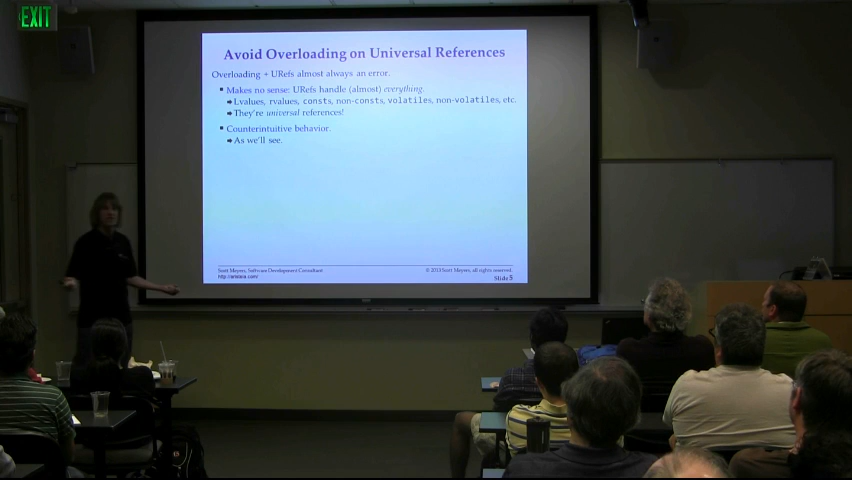 EXIT
Avoid Overloading on Universal References
Overloading + URefs almost always an error.
▪ Makes no sense: URefs handle (almost) everything.
➡ Lvalues, rvalues, consts, non-consts, volatiles, non-volatiles, etc.
➡ They're universal references!
▪ Counterintuitive behavior.
➡ As we'll see.
Scott Meyers, Software Development Consultant
© 2013 Scott Meyers, all rights reserved.
http://aristeia.com/
Slide 5